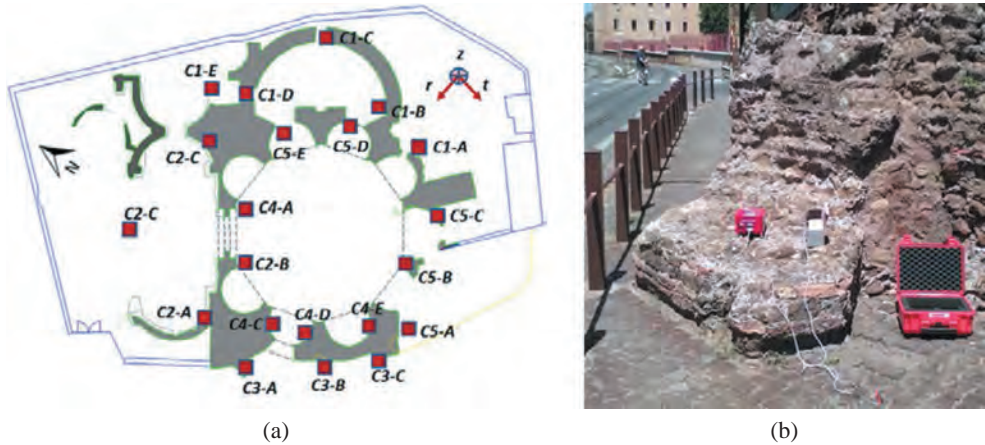 C1-C
z
r t
C1-E
C1-D
C1-B
C2-C
C5-E
C5-D
C1-A
N
C4-A
C5-C
C2-C
C2-B
C5-B
C2-A
C4-C
C4-D
C4-E
C5-A
C3-A
C3-B
C3-C
(a)
(b)